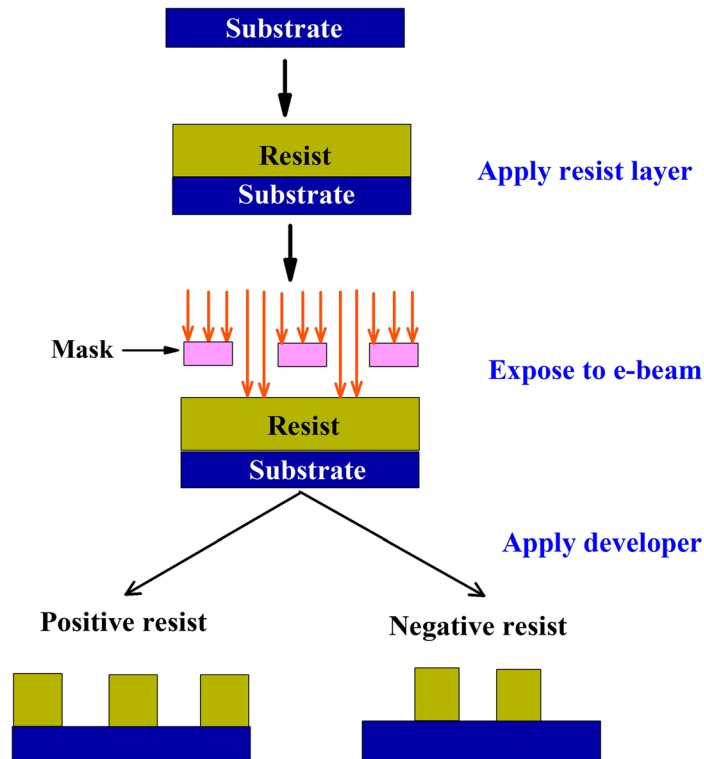 Substrate
Resist
Substrate
Apply resist layer
Mask
Expose to e-beam
Resist
Substrate
Apply developer
Positive resist
Negative resist